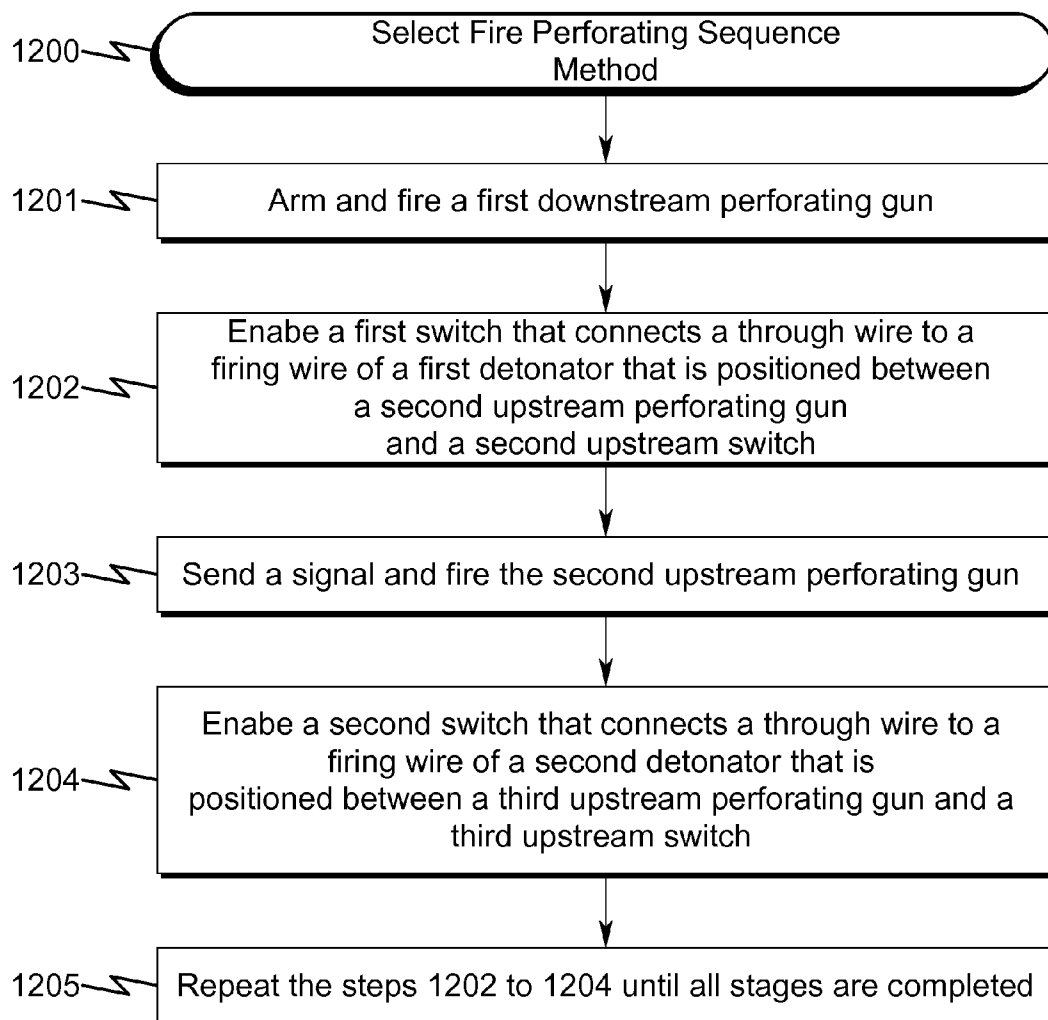 1200
Select Fire Perforating Sequence
Method
1201
Arm and fire a first downstream perforating gun
1202
Enabe a first switch that connects a through wire to a
firing wire of a first detonator that is positioned between
a second upstream perforating gun
and a second upstream switch
1203
Send a signal and fire the second upstream perforating gun
1204
Enabe a second switch that connects a through wire to a
firing wire of a second detonator that is
positioned between a third upstream perforating gun and a
third upstream switch
1205
Repeat the steps 1202 to 1204 until all stages are completed